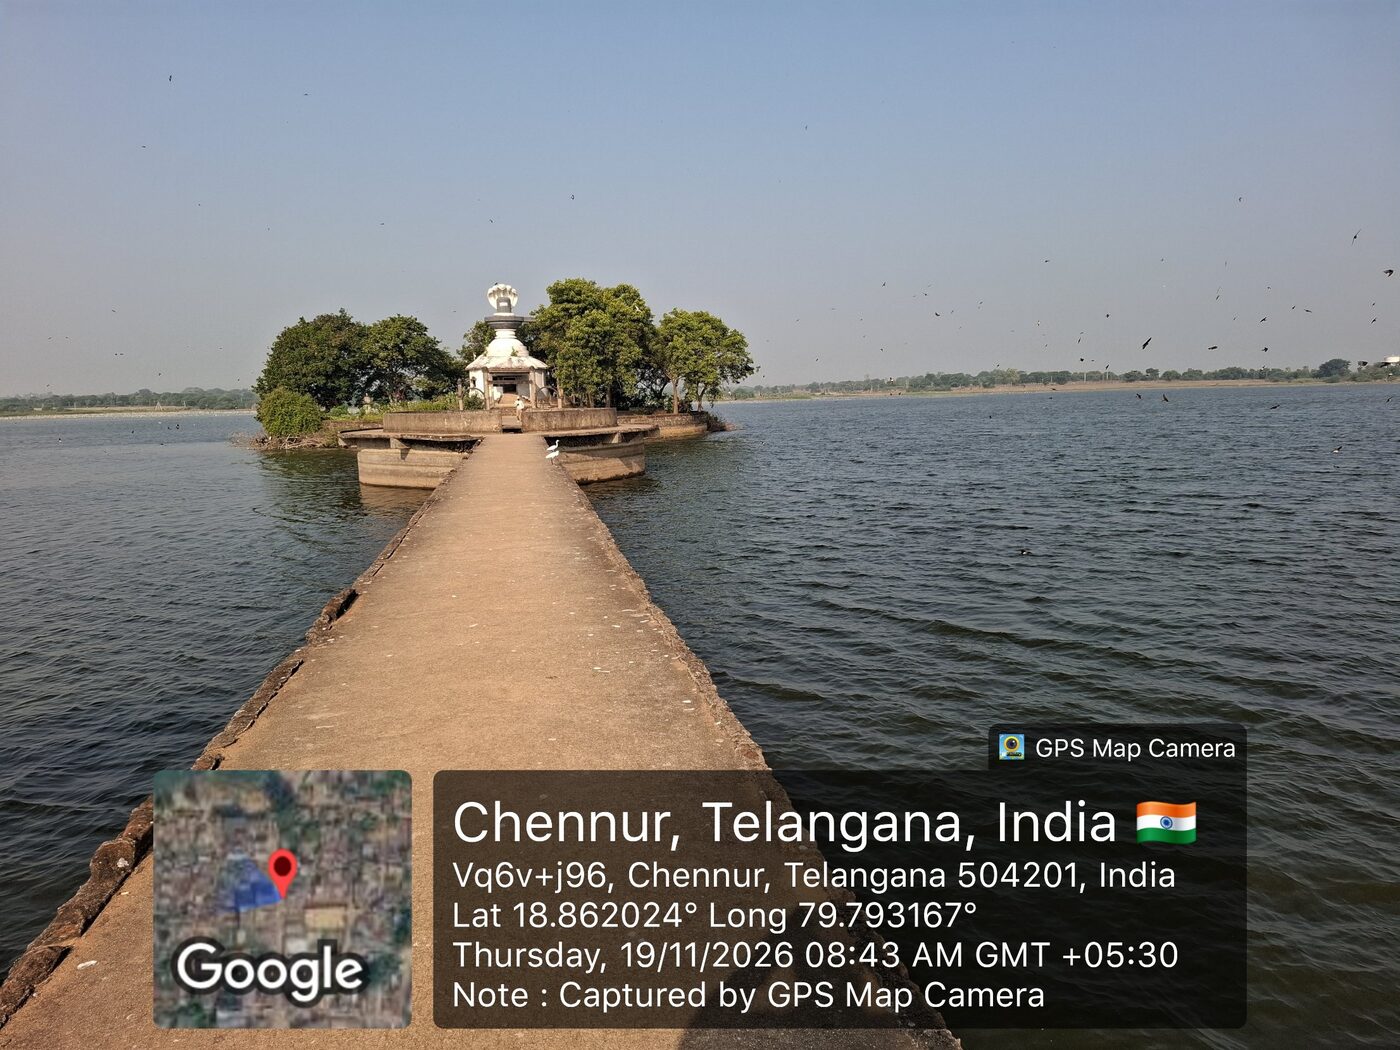 GPS Map Camera
Chennur, Telangana, India
Vq6v+j96, Chennur, Telangana 504201, India
Lat 18.862024° Long 79.793167°
Thursday, 19/11/2026 08:43 AM GMT +05:30
Note : Captured by GPS Map Camera
Google